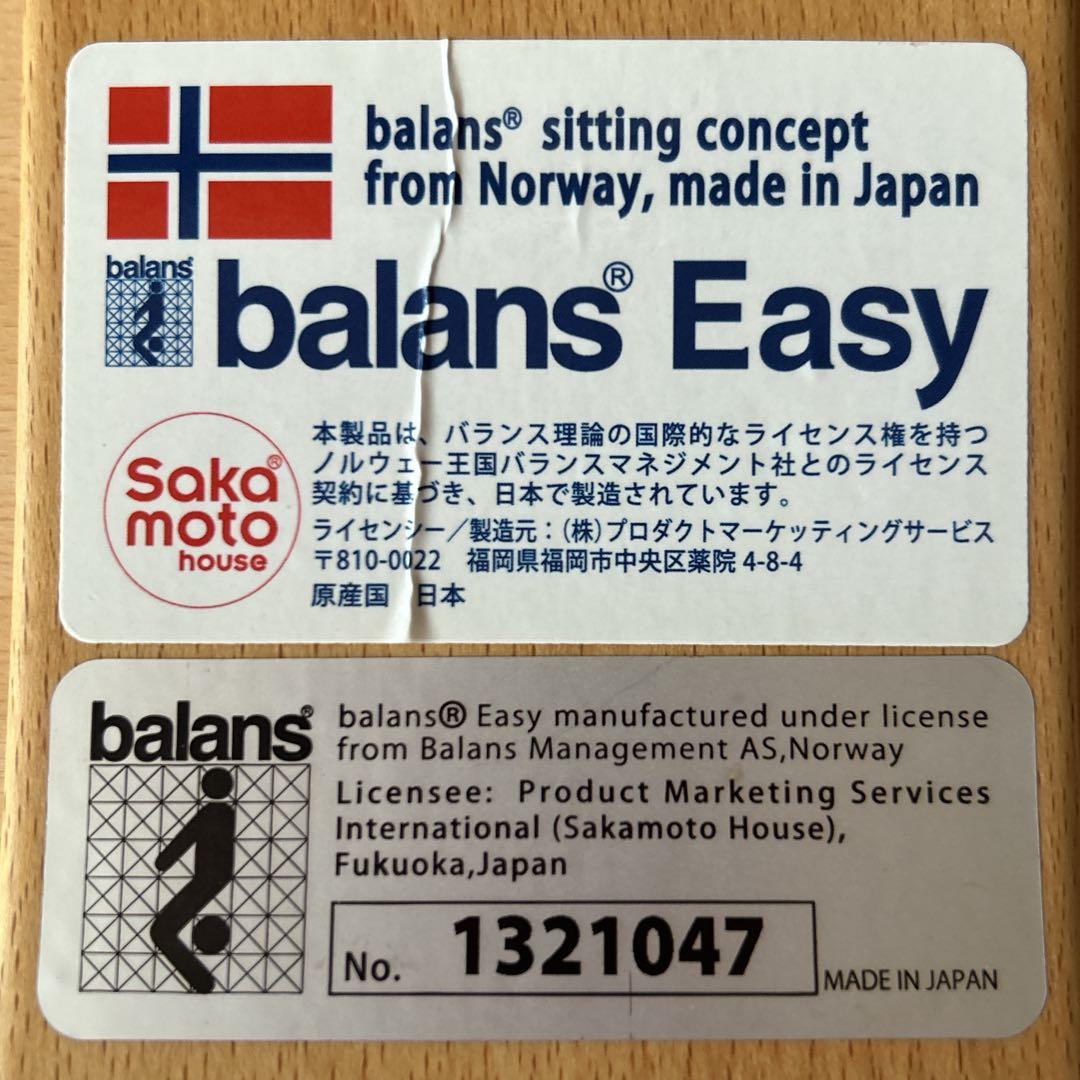 balans® sitting concept
from Norway, made in Japan
balans
balans® Easy
Saka®
moto
house
本製品は、バランス理論の国際的なライセンス権を持つ
ノルウェー王国バランスマネジメント社とのライセンス
契約に基づき、日本で製造されています。
ライセンシー／製造元：(株)プロダクトマーケッティングサービス
〒810-0022 福岡県福岡市中央区薬院 4-8-4
原産国 日本
balans®
balans® Easy manufactured under license
from Balans Management AS,Norway
Licensee: Product Marketing Services
International (Sakamoto House),
Fukuoka,Japan
No. 1321047
MADE IN JAPAN